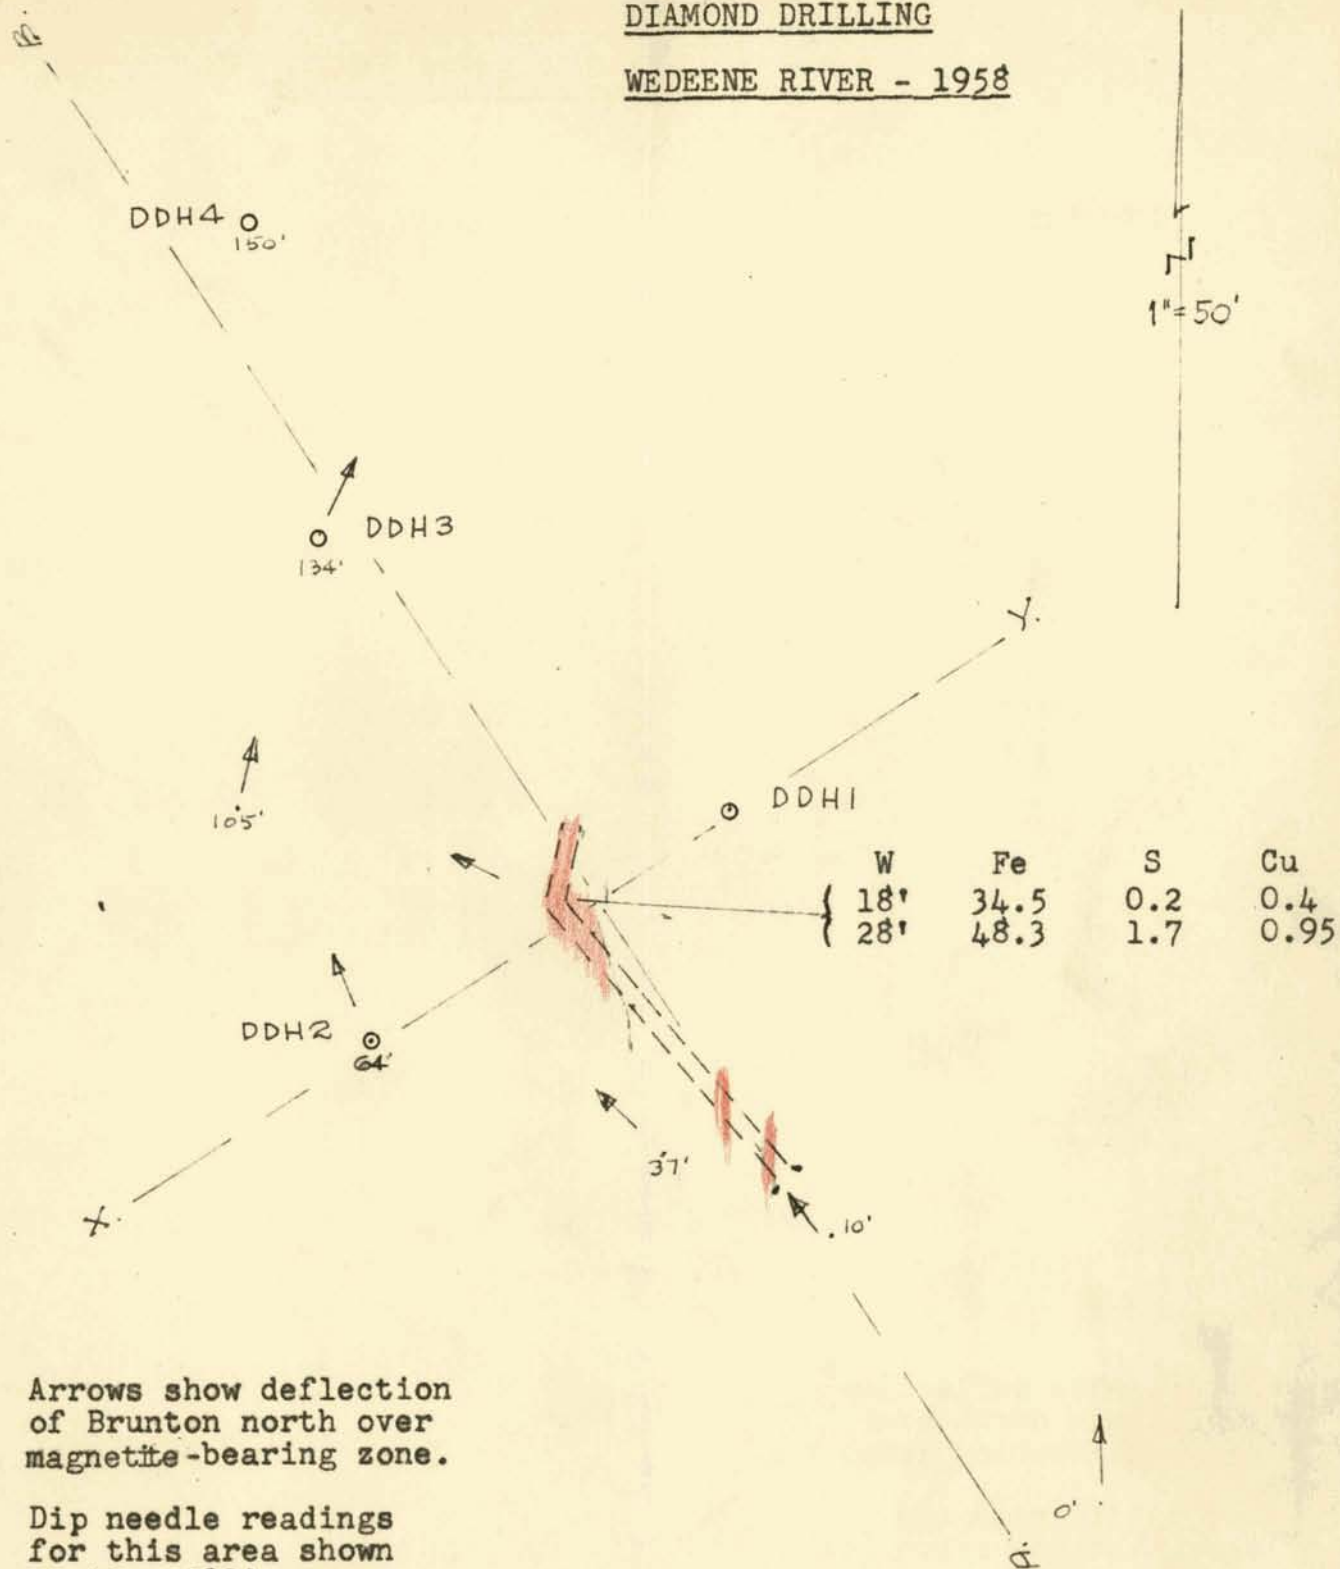 DIAMOND DRILLING
WEDEENE RIVER - 1958
B.
N
1"=50'
DDH4
150'
DDH3
134'
Y.
105'
DDH1
W Fe S Cu
18' 34.5 0.2 0.4
28' 48.3 1.7 0.95
DDH2
64'
37'
X.
10'
Arrows show deflection
of Brunton north over
magnetite-bearing zone.
0'
Dip needle readings
for this area shown